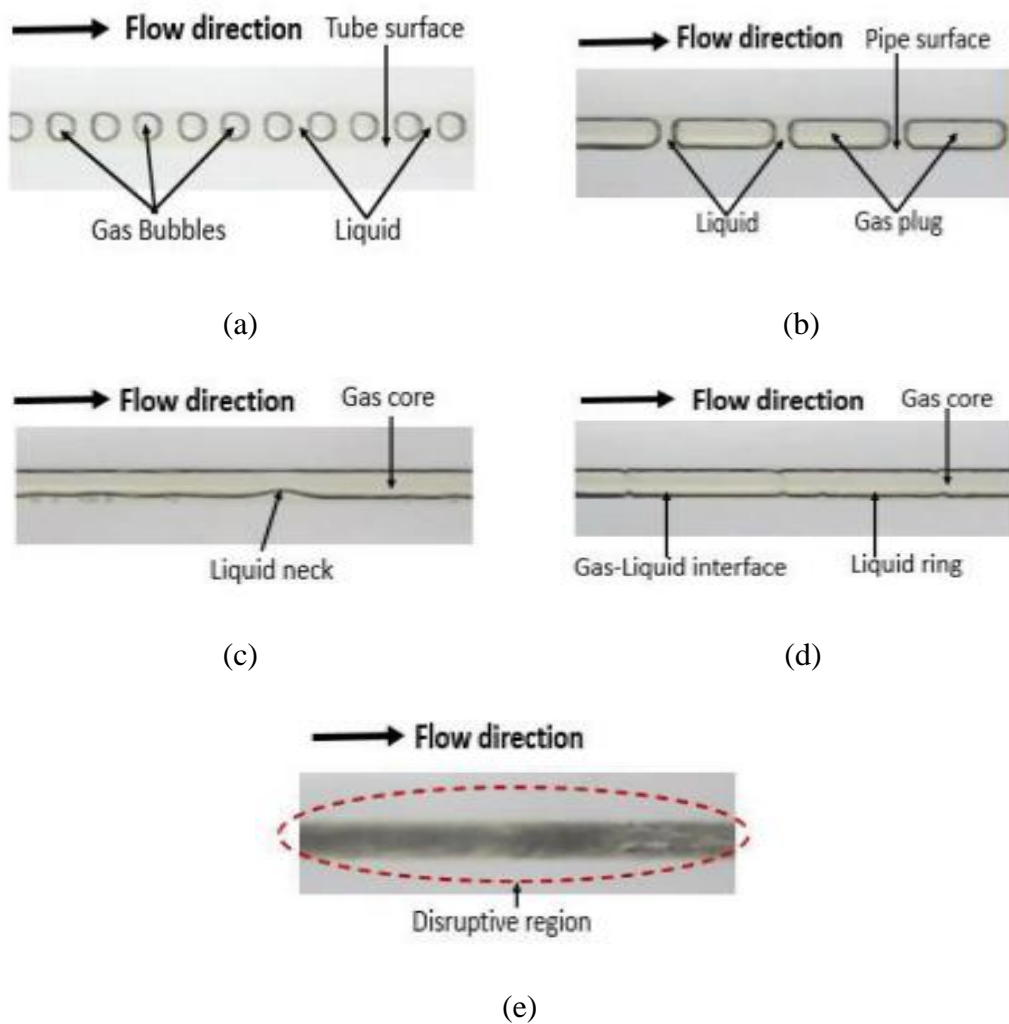 Flow direction Tube surface
Gas Bubbles Liquid
(a)
Flow direction Pipe surface
Liquid Gas plug
(b)
Flow direction Gas core
Liquid neck
(c)
Flow direction Gas core
Gas-Liquid interface Liquid ring
(d)
Flow direction
Disruptive region
(e)